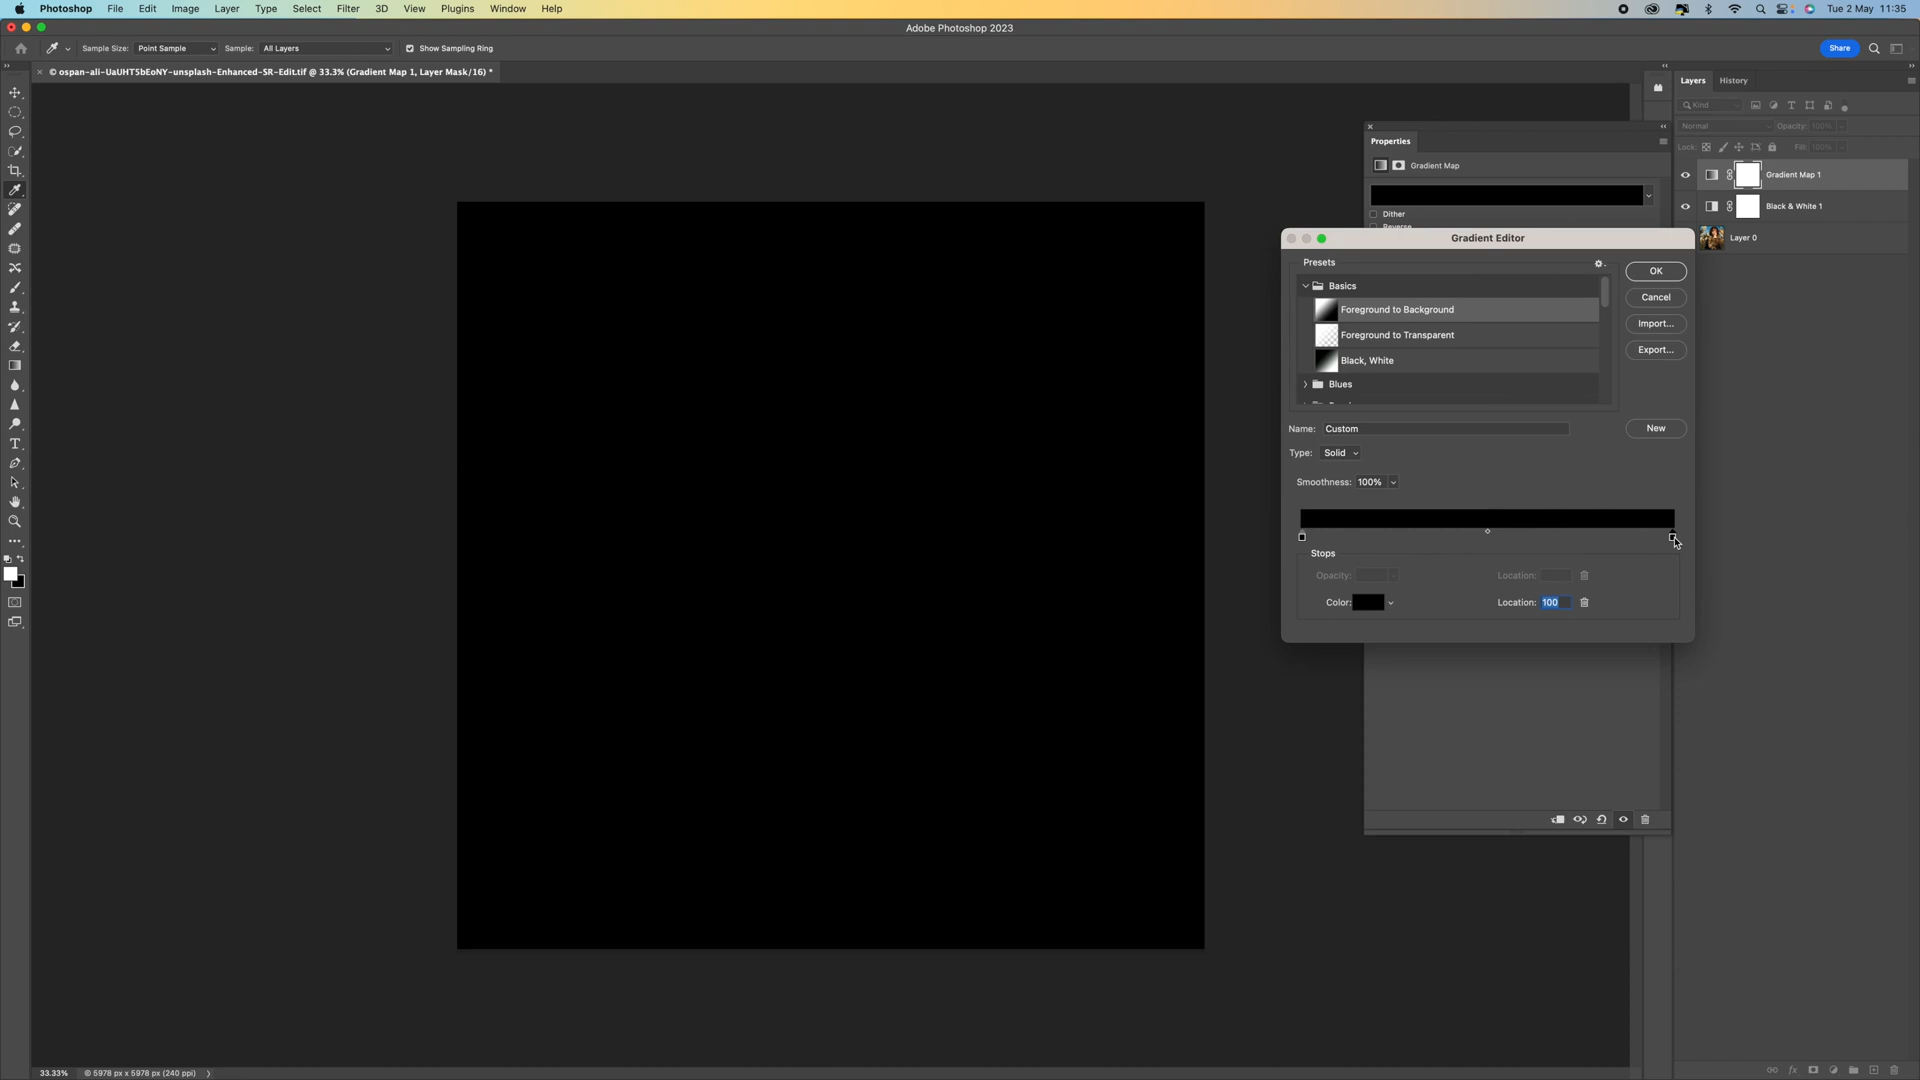 Photoshop File Edit Image Layer Type Select Filter 3D View Plugins Window Help Tue 2 May 11:35
Adobe Photoshop 2023
Sample Size: Point Sample Sample: All Layers Show Sampling Ring Share
© ospan-ali-UaUHT5bEoNY-unsplash-Enhanced-SR-Edit.tif @ 33.3% (Gradient Map 1, Layer Mask/16) *
Layers History
Kind
Normal Opacity: 100%
Lock: Fill: 100%
Properties
Gradient Map
Dither
Reverse
Gradient Map 1
Black & White 1
Layer 0
Gradient Editor
Presets
Basics
Foreground to Background
Foreground to Transparent
Black, White
Blues
OK
Cancel
Import...
Export...
Name: Custom New
Type: Solid
Smoothness: 100%
Stops
Opacity: Location:
Color: Location: 100
33.33% © 5978 px x 5978 px (240 ppi)